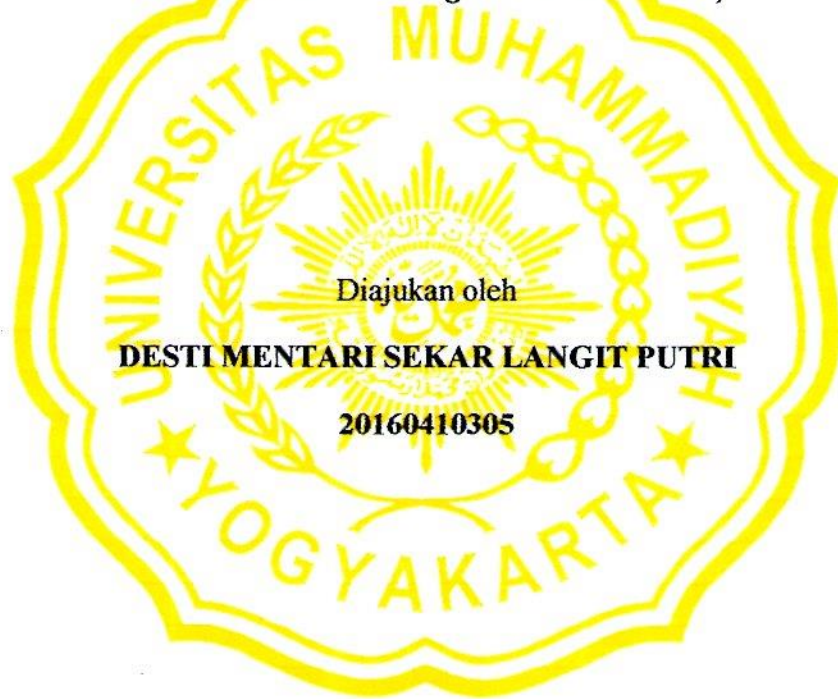 UNIVERSITAS MUHAMMADIYAH
Diajukan oleh
DESTI MENTARI SEKAR LANGIT PUTRI
20160410305
YOGYAKARTA